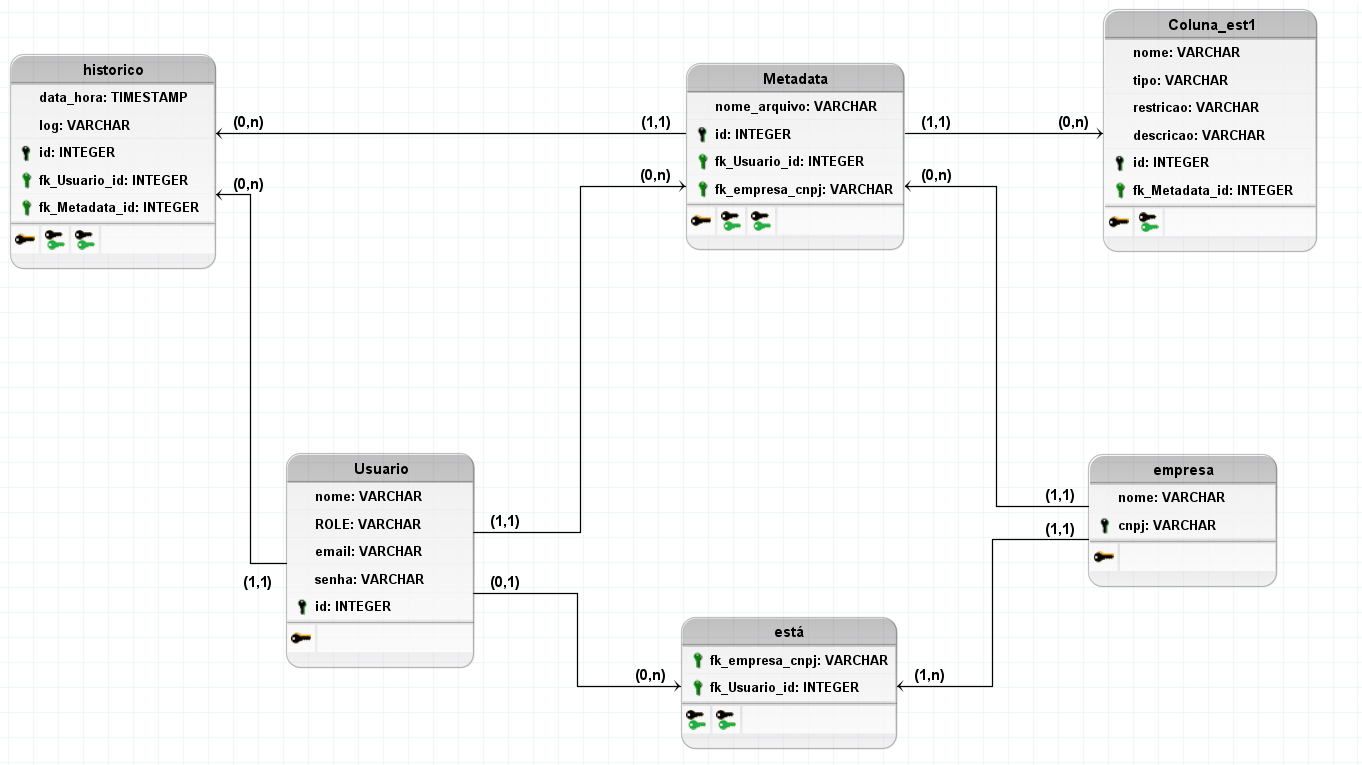 historico
data_hora: TIMESTAMP
log: VARCHAR
id: INTEGER
fk_Usuario_id: INTEGER
fk_Metadata_id: INTEGER
(0,n)
(0,n)
(1,1)
Metadata
nome_arquivo: VARCHAR
id: INTEGER
fk_Usuario_id: INTEGER
fk_empresa_cnpj: VARCHAR
(0,n)
(1,1)
(0,n)
(0,n)
Coluna_est1
nome: VARCHAR
tipo: VARCHAR
restricao: VARCHAR
descricao: VARCHAR
id: INTEGER
fk_Metadata_id: INTEGER
Usuario
nome: VARCHAR
ROLE: VARCHAR
email: VARCHAR
senha: VARCHAR
id: INTEGER
(1,1)
(1,1)
(0,1)
está
fk_empresa_cnpj: VARCHAR
fk_Usuario_id: INTEGER
(0,n)
(1,n)
empresa
nome: VARCHAR
cnpj: VARCHAR
(1,1)
(1,1)